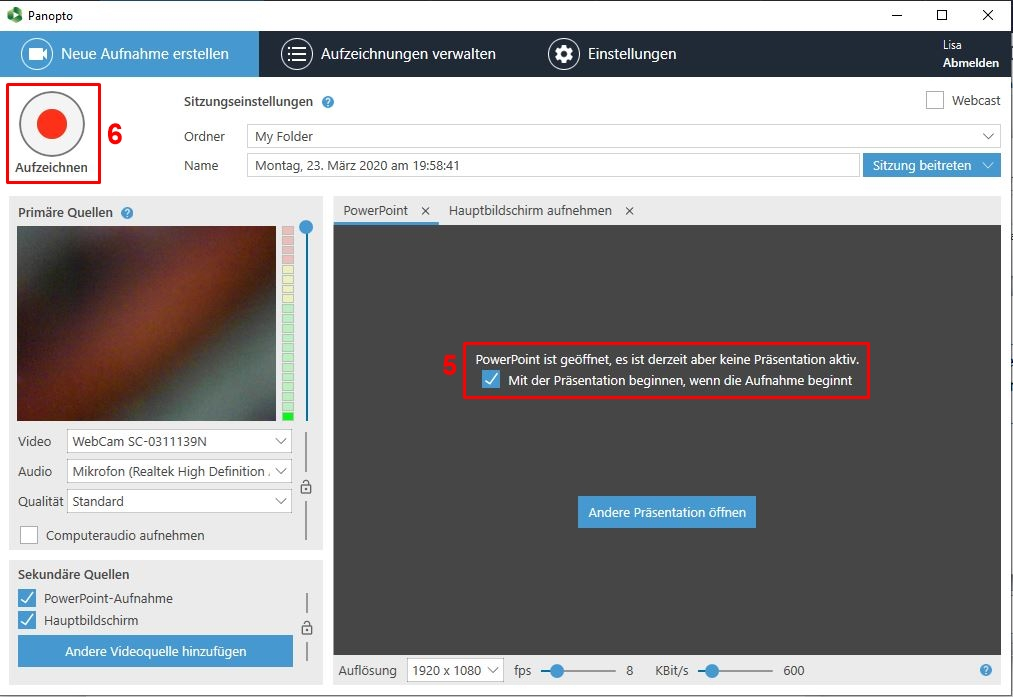 Panopto
Neue Aufnahme erstellen
Aufzeichnungen verwalten
Einstellungen
Lisa
Abmelden
Aufzeichnen
6
Sitzungseinstellungen ?
Webcast
Ordner My Folder
Name Montag, 23. März 2020 am 19:58:41 Sitzung beitreten
Primäre Quellen ?
Video WebCam SC-0311139N
Audio Mikrofon (Realtek High Definition
Qualität Standard
Computeraudio aufnehmen
Sekundäre Quellen
PowerPoint-Aufnahme
Hauptbildschirm
Andere Videoquelle hinzufügen
PowerPoint Hauptbildschirm aufnehmen
5
PowerPoint ist geöffnet, es ist derzeit aber keine Präsentation aktiv.
Mit der Präsentation beginnen, wenn die Aufnahme beginnt
Andere Präsentation öffnen
Auflösung 1920 x 1080 fps 8 KBit/s 600 ?